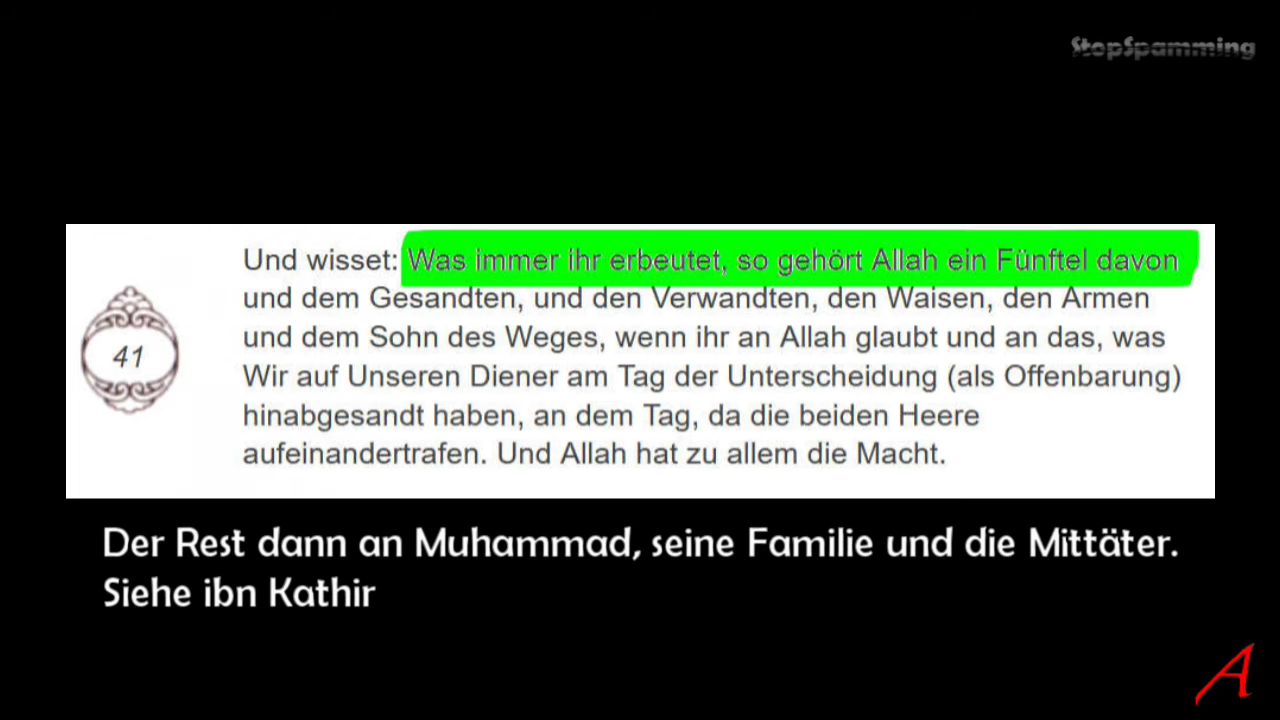 StopSpamming
Und wisset: Was immer ihr erbeutet, so gehört Allah ein Fünftel davon
und dem Gesandten, und den Verwandten, den Waisen, den Armen
und dem Sohn des Weges, wenn ihr an Allah glaubt und an das, was
41
Wir auf Unseren Diener am Tag der Unterscheidung (als Offenbarung)
hinabgesandt haben, an dem Tag, da die beiden Heere
aufeinandertrafen. Und Allah hat zu allem die Macht.
Der Rest dann an Muhammad, seine Familie und die Mittäter.
Siehe ibn Kathir
A